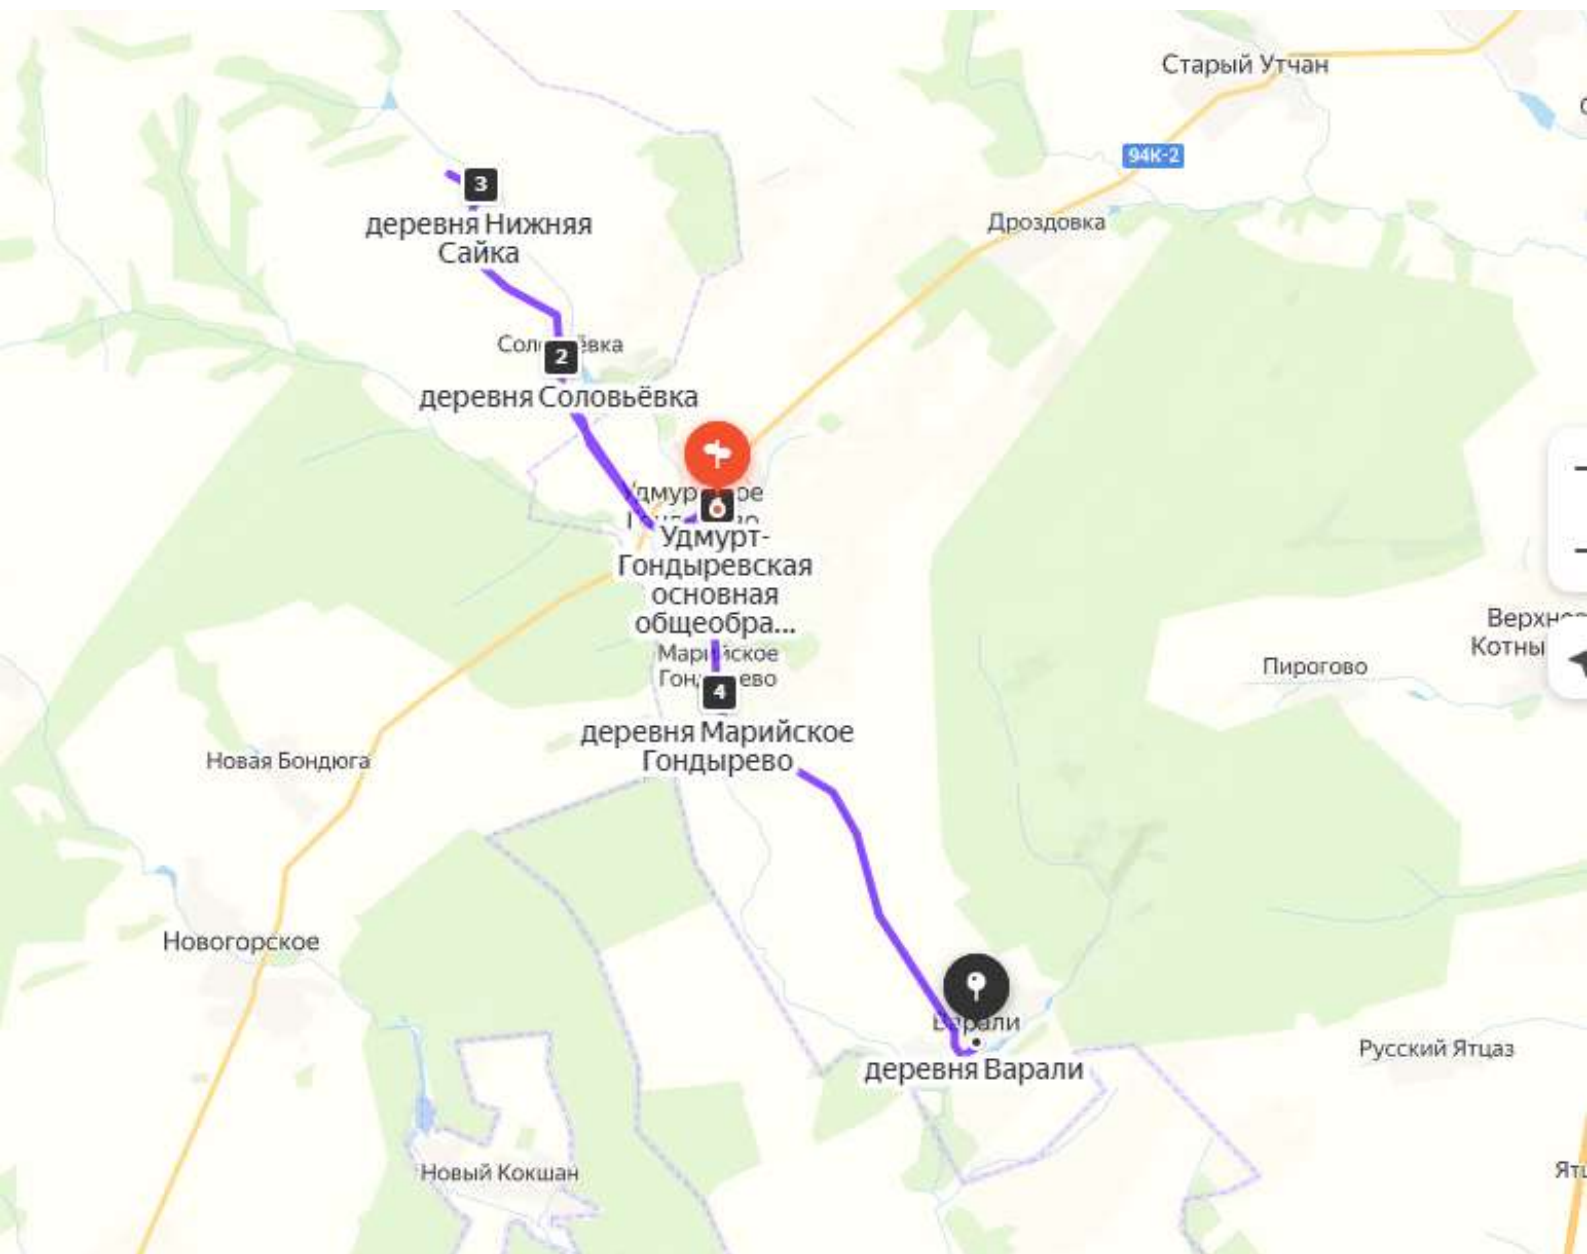 Старый Утчан
94К-2
3
деревня Нижняя
Сайка
Дроздовка
2
деревня Соловьёвка
Удмурт-
Гондыревская
основная
общеобра...
Пирогово
4
деревня Марийское
Гондырево
Новая Бондюга
Новогорское
деревня Варали
Русский Ятцаз
Новый Кокшан